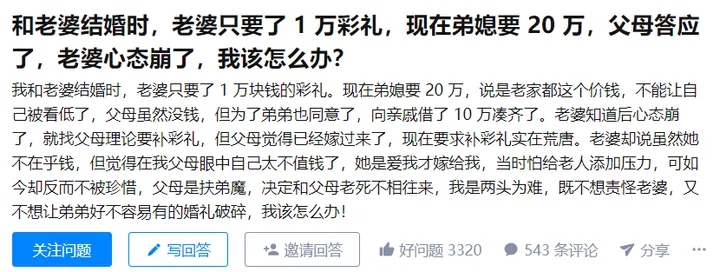 和老婆结婚时，老婆只要了 1 万彩礼，现在弟媳要 20 万，父母答应
了，老婆心态崩了，我该怎么办？
我和老婆结婚时，老婆只要了 1 万块钱的彩礼。现在弟媳要 20 万，说是老家都这个价钱，不能让自
己被看低了，父母虽然没钱，但为了弟弟也同意了，向亲戚借了 10 万凑齐了。老婆知道后心态崩
了，就找父母理论要补彩礼，但父母觉得已经嫁过来了，现在要求补彩礼实在荒唐。老婆却说虽然她
不在乎钱，但觉得在我父母眼中自己太不值钱了，她是爱我才嫁给我，当时怕给老人添加压力，可如
今却反而不被珍惜，父母是扶弟魔，决定和父母老死不相往来，我是两头为难，既不想责怪老婆，又
不想让弟弟好不容易有的婚礼破碎，我该怎么办！
关注问题 写回答 邀请回答 好问题 3320 543 条评论 分享 ...